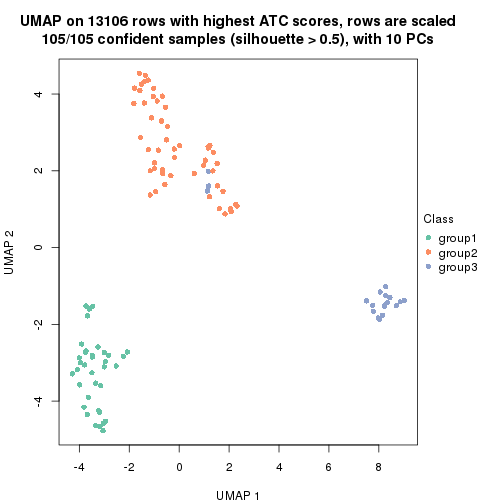 UMAP on 13106 rows with highest ATC scores, rows are scaled
105/105 confident samples (silhouette > 0.5), with 10 PCs
4
2
0
-2
-4
UMAP 2
-4
-2
0
2
4
6
8
UMAP 1
Class
group1
group2
group3